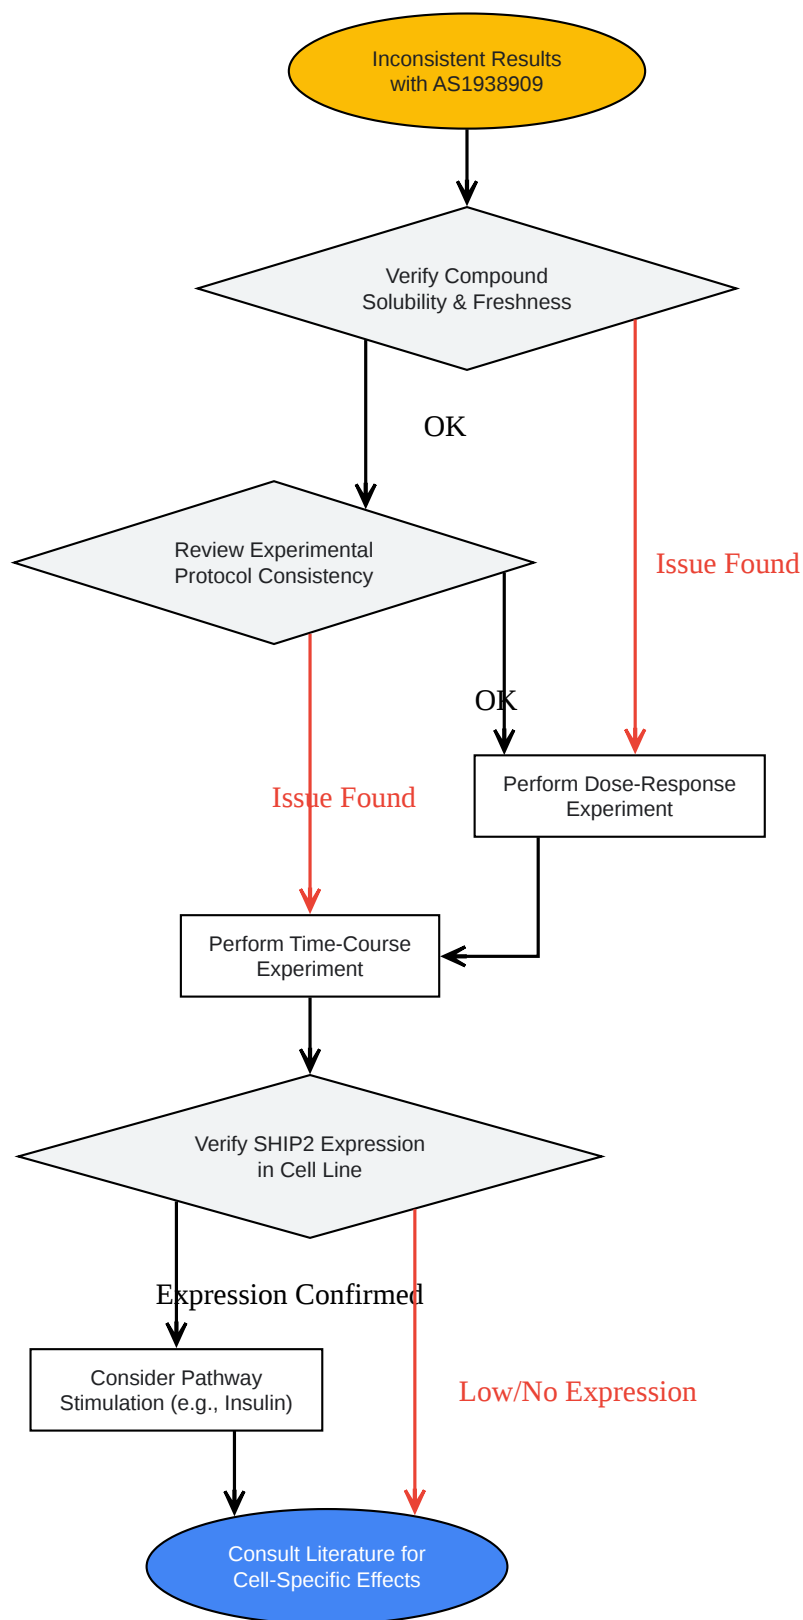 Inconsistent Results
with AS1938909
Verify Compound
Solubility & Freshness
OK
Review Experimental
Protocol Consistency
Issue Found
OK
Perform Dose-Response
Experiment
Issue Found
Perform Time-Course
Experiment
Verify SHIP2 Expression
in Cell Line
Expression Confirmed
Consider Pathway
Stimulation (e.g., Insulin)
Low/No Expression
Consult Literature for
Cell-Specific Effects